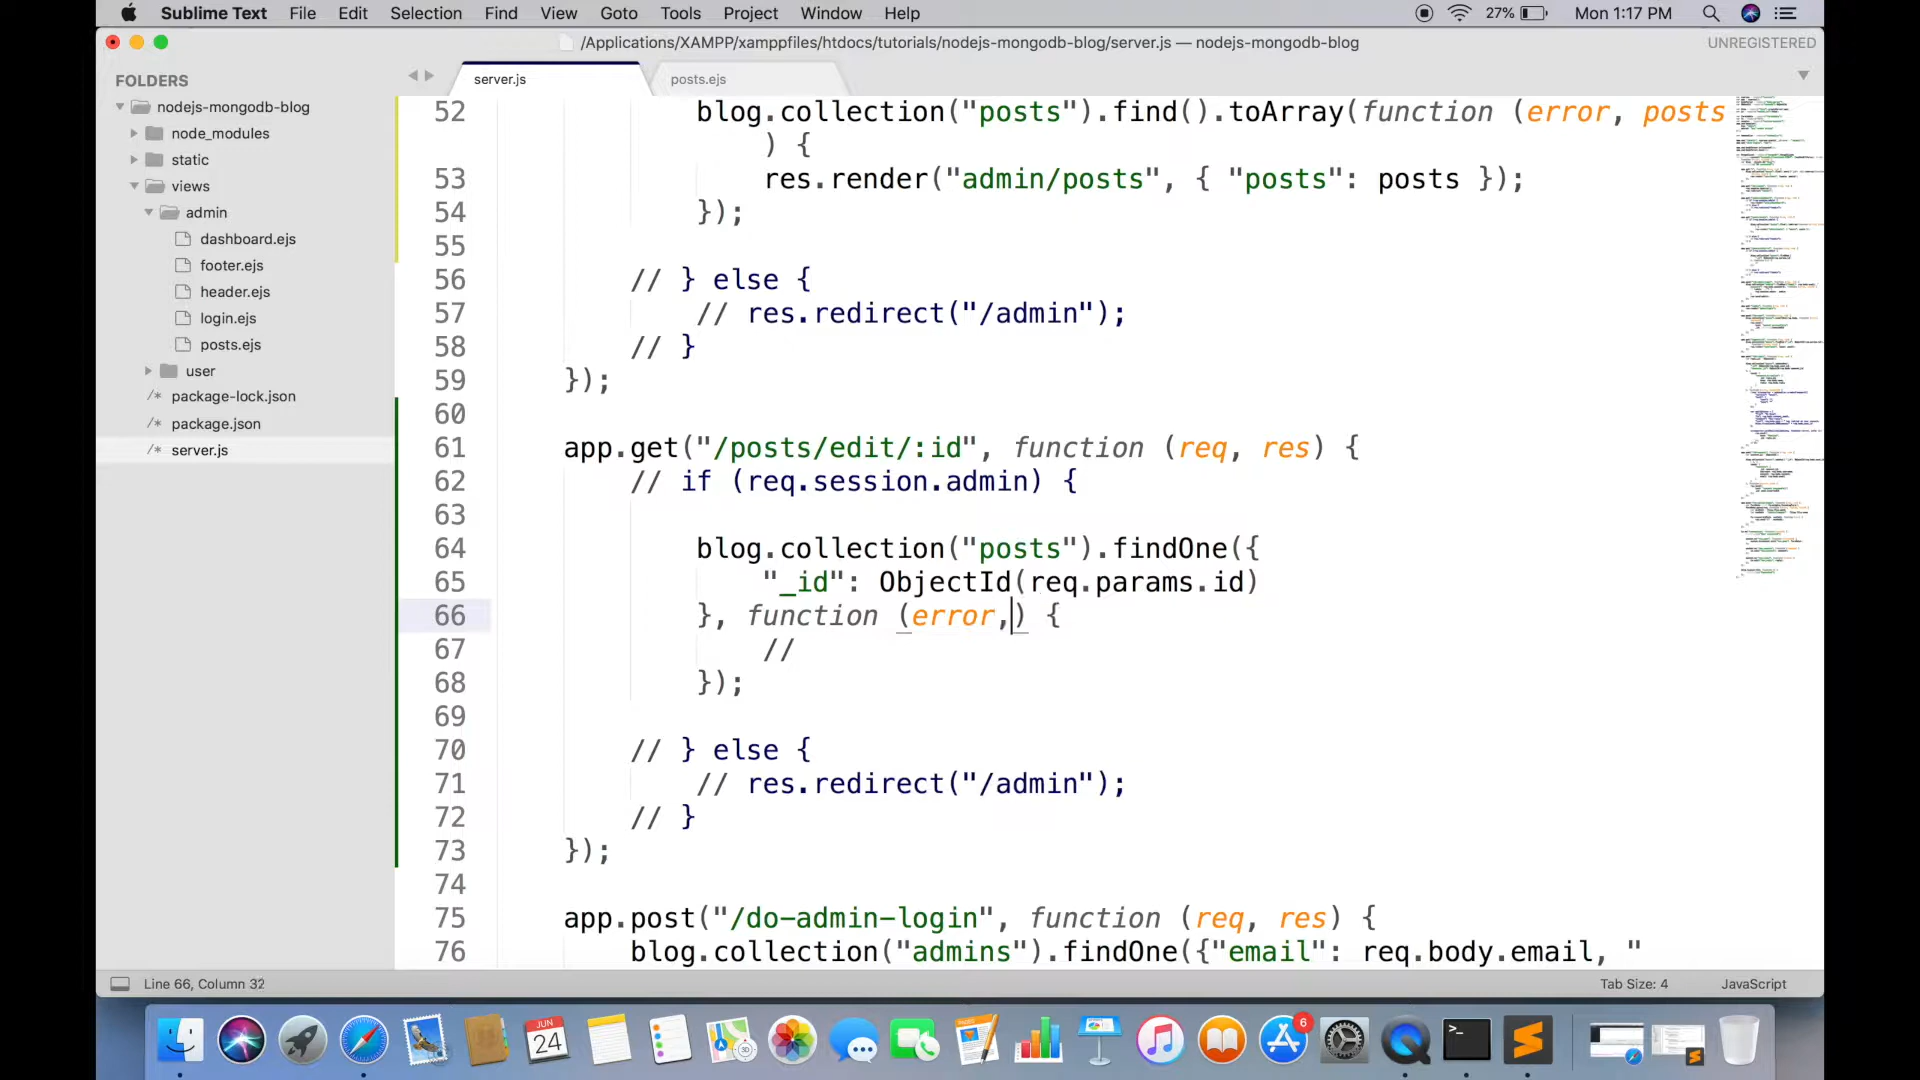 Sublime Text File Edit Selection Find View Goto Tools Project Window Help 27% Mon 1:17 PM
/Applications/XAMPP/xamppfiles/htdocs/tutorials/nodejs-mongodb-blog/server.js — nodejs-mongodb-blog UNREGISTERED
FOLDERS
nodejs-mongodb-blog
node_modules
static
views
admin
dashboard.ejs
footer.ejs
header.ejs
login.ejs
posts.ejs
user
/* package-lock.json
/* package.json
/* server.js
server.js posts.ejs
52 blog.collection("posts").find().toArray(function (error, posts
) {
53 res.render("admin/posts", { "posts": posts });
54 });
55
56 // } else {
57 // res.redirect("/admin");
58 // }
59 });
60
61 app.get("/posts/edit/:id", function (req, res) {
62 // if (req.session.admin) {
63
64 blog.collection("posts").findOne({
65 "_id": ObjectId(req.params.id)
66 }, function (error,) {
67 //
68 });
69
70 // } else {
71 // res.redirect("/admin");
72 // }
73 });
74
75 app.post("/do-admin-login", function (req, res) {
76 blog.collection("admins").findOne({"email": req.body.email, "
Line 66, Column 32 Tab Size: 4 JavaScript
JUN
24
3D
6
>_